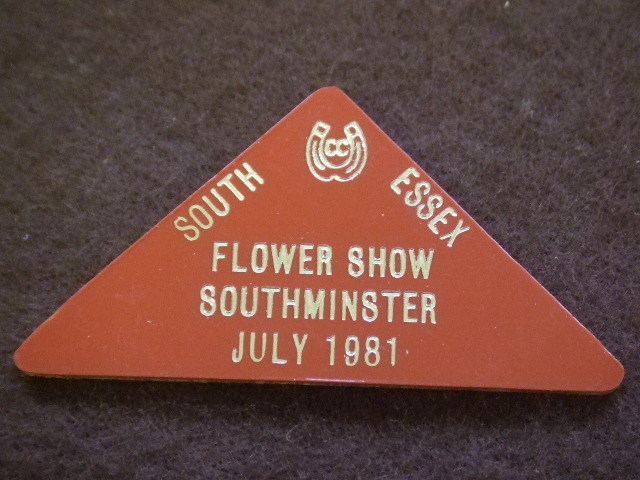 CC
SOUTH ESSEX
FLOWER SHOW
SOUTHMINSTER
JULY 1981